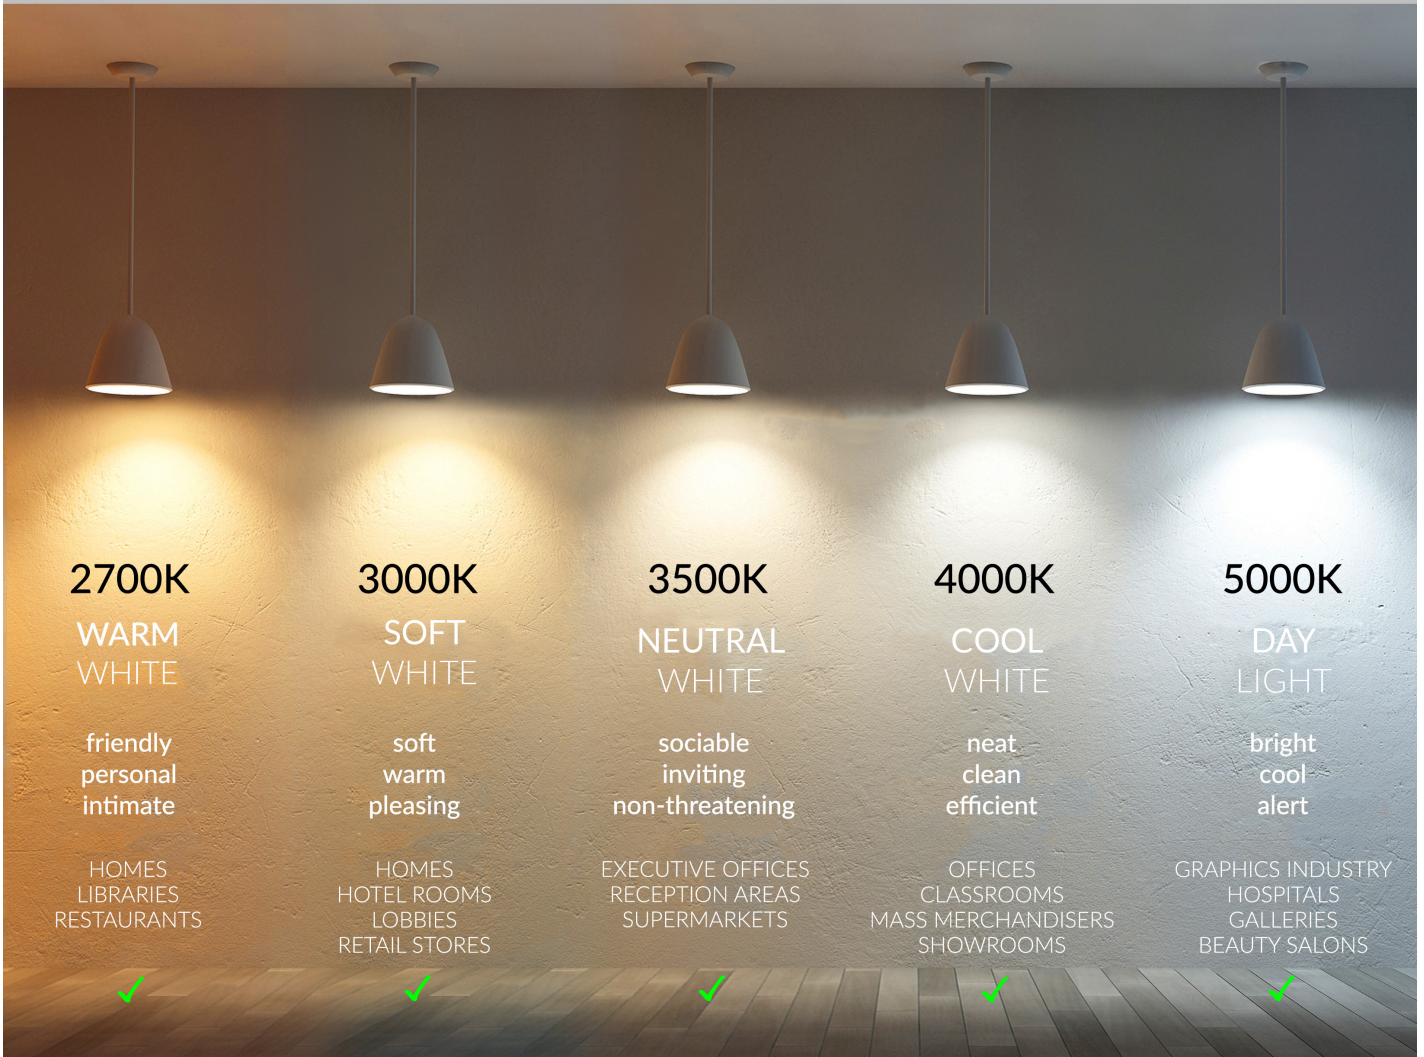 2700K
WARM
WHITE
friendly
personal
intimate
HOMES
LIBRARIES
RESTAURANTS
3000K
SOFT
WHITE
soft
warm
pleasing
HOMES
HOTEL ROOMS
LOBBIES
RETAIL STORES
3500K
NEUTRAL
WHITE
sociable
inviting
non-threatening
EXECUTIVE OFFICES
RECEPTION AREAS
SUPERMARKETS
4000K
COOL
WHITE
neat
clean
efficient
OFFICES
CLASSROOMS
MASS MERCHANDISERS
SHOWROOMS
5000K
DAY
LIGHT
bright
cool
alert
GRAPHICS INDUSTRY
HOSPITALS
GALLERIES
BEAUTY SALONS